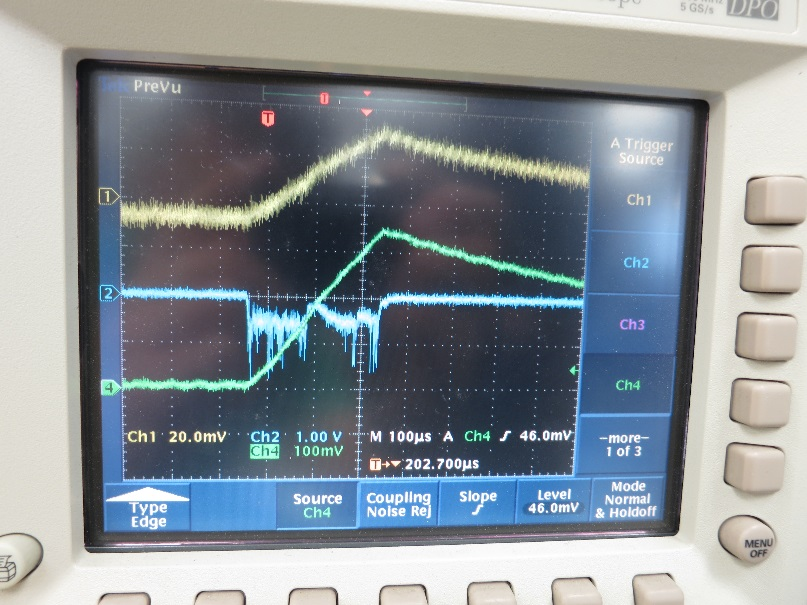 5 GS/s DPO
PreVu
T
T
A Trigger
Source
Ch1
Ch2
Ch3
Ch4
1
2
4
Ch1 20.0mV Ch2 1.00 V M 100µs A Ch4 46.0mV
Ch4 100mV
T 202.700µs
—more—
1 of 3
Type
Edge
Source
Ch4
Coupling
Noise Rej
Slope
Level
46.0mV
Mode
Normal
& Holdoff
MENU
OFF